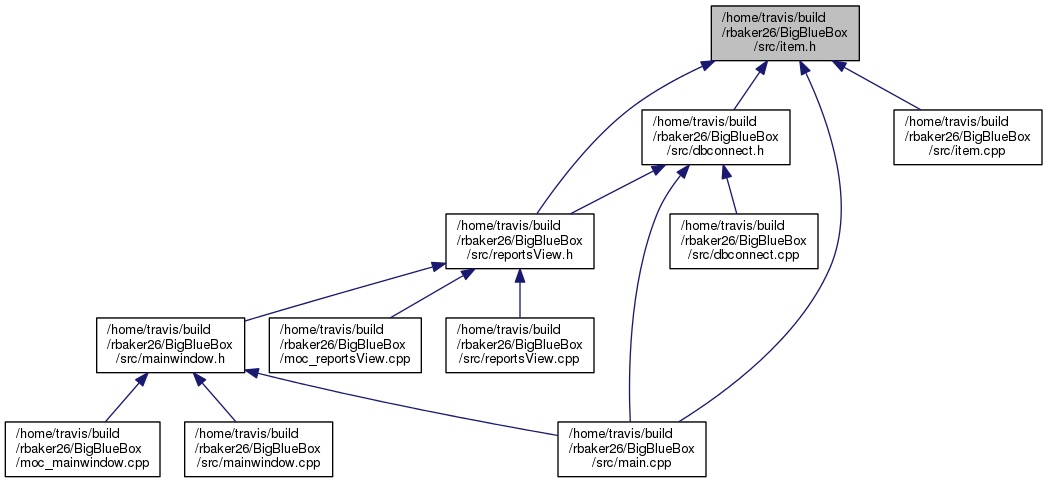 /home/travis/build
/rbaker26/BigBlueBox
/src/item.h
/home/travis/build
/rbaker26/BigBlueBox
/src/dbconnect.h
/home/travis/build
/rbaker26/BigBlueBox
/src/item.cpp
/home/travis/build
/rbaker26/BigBlueBox
/src/reportsView.h
/home/travis/build
/rbaker26/BigBlueBox
/src/dbconnect.cpp
/home/travis/build
/rbaker26/BigBlueBox
/src/mainwindow.h
/home/travis/build
/rbaker26/BigBlueBox
/moc_reportsView.cpp
/home/travis/build
/rbaker26/BigBlueBox
/src/reportsView.cpp
/home/travis/build
/rbaker26/BigBlueBox
/moc_mainwindow.cpp
/home/travis/build
/rbaker26/BigBlueBox
/src/mainwindow.cpp
/home/travis/build
/rbaker26/BigBlueBox
/src/main.cpp